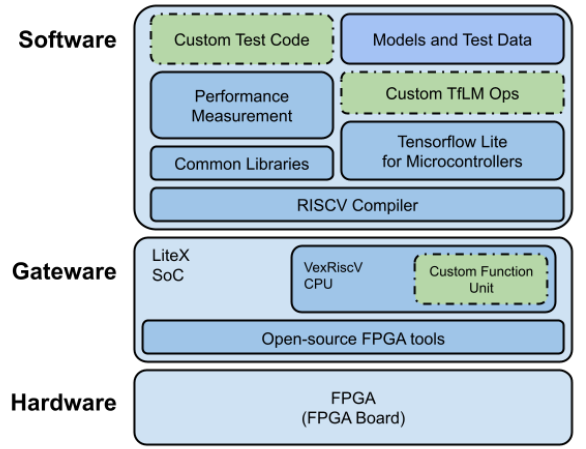 Software
Custom Test Code
Models and Test Data
Performance
Measurement
Custom TfLM Ops
Common Libraries
Tensorflow Lite
for Microcontrollers
RISCV Compiler
Gateware
LiteX
SoC
VexRiscV
CPU
Custom Function
Unit
Open-source FPGA tools
Hardware
FPGA
(FPGA Board)